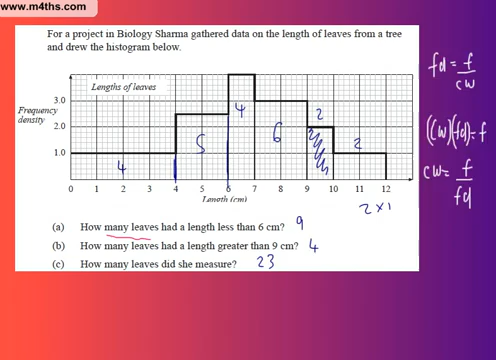 www.m4ths.com
For a project in Biology Sharma gathered data on the length of leaves from a tree
and drew the histogram below.
Lengths of leaves
Frequency
density
3.0
2.0
1.0
4
5
4
6
2
2
0 1 2 3 4 5 6 7 8 9 10 11 12
Length (cm)
2 × 1
(a) How many leaves had a length less than 6 cm? 9
(b) How many leaves had a length greater than 9 cm? 4
(c) How many leaves did she measure? 23
fd = f/cw
(cw)(fd) = f
cw = f/fd